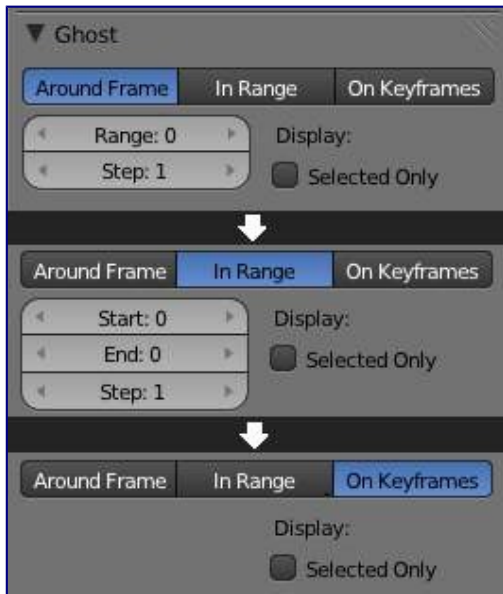 Ghost
Around Frame In Range On Keyframes
Range: 0 Display:
Step: 1 Selected Only
Around Frame In Range On Keyframes
Start: 0 Display:
End: 0 Selected Only
Step: 1
Around Frame In Range On Keyframes
Display:
Selected Only